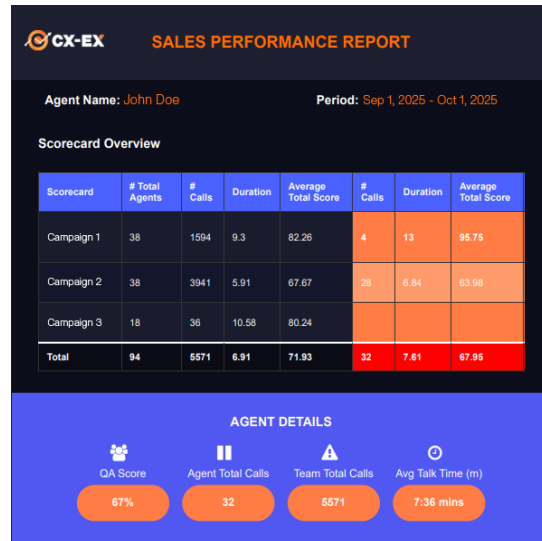 CX-EX
SALES PERFORMANCE REPORT
Agent Name: John Doe
Period: Sep 1, 2025 - Oct 1, 2025
Scorecard Overview
Scorecard # Total Agents # Calls Duration Average Total Score # Calls Duration Average Total Score
Campaign 1 38 1594 9.3 82.26 4 13 95.75
Campaign 2 38 3941 5.91 67.67 28 6.84 63.98
Campaign 3 18 36 10.58 80.24
Total 94 5571 6.91 71.93 32 7.61 67.95
AGENT DETAILS
QA Score Agent Total Calls Team Total Calls Avg Talk Time (m)
67% 32 5571 7:36 mins